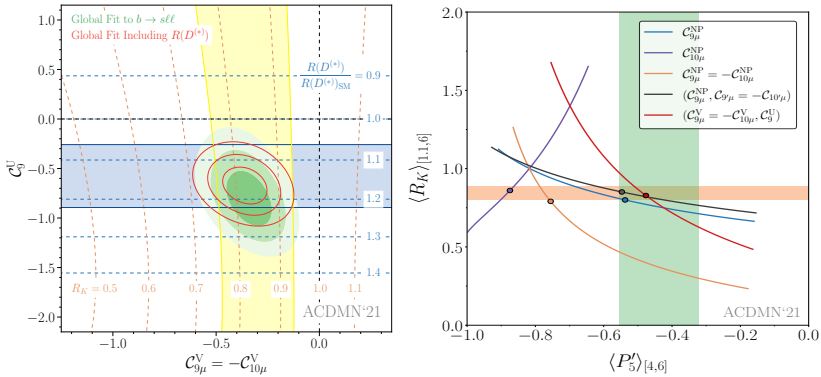 Global Fit to b → sℓℓ
Global Fit Including R(D^(*))
R(D^(*)) / R(D^(*))_SM = 0.9
1.0
1.1
1.2
1.3
1.4
R_K = 0.5 0.6 0.7 0.8 0.9 1.0 1.1
ACDMN‘21
1.0
0.5
0.0
−0.5
−1.0
−1.5
−2.0
C_9^U
−1.0 −0.5 0.0
C_9μ^V = −C_10μ^V
C_9μ^NP
C_10μ^NP
C_9μ^NP = −C_10μ^NP
(C_9μ^NP, C_9′μ = −C_10′μ)
(C_9μ^V = −C_10μ^V, C_9^U)
ACDMN‘21
2.0
1.5
1.0
0.5
0.0
⟨R_K⟩_[1.1,6]
−1.0 −0.8 −0.6 −0.4 −0.2 0.0
⟨P_5′⟩_[4,6]